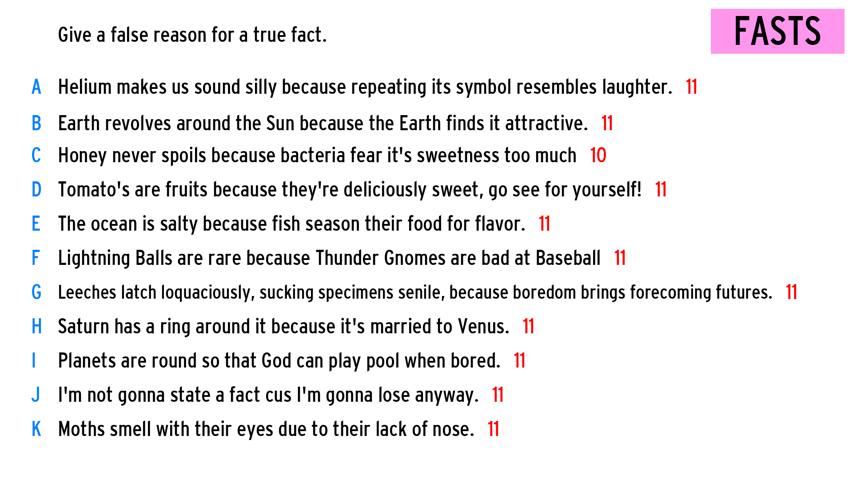 Give a false reason for a true fact.
FASTS
A Helium makes us sound silly because repeating its symbol resembles laughter. 11
B Earth revolves around the Sun because the Earth finds it attractive. 11
C Honey never spoils because bacteria fear it's sweetness too much 10
D Tomato's are fruits because they're deliciously sweet, go see for yourself! 11
E The ocean is salty because fish season their food for flavor. 11
F Lightning Balls are rare because Thunder Gnomes are bad at Baseball 11
G Leeches latch loquaciously, sucking specimens senile, because boredom brings forecoming futures. 11
H Saturn has a ring around it because it's married to Venus. 11
I Planets are round so that God can play pool when bored. 11
J I'm not gonna state a fact cus I'm gonna lose anyway. 11
K Moths smell with their eyes due to their lack of nose. 11